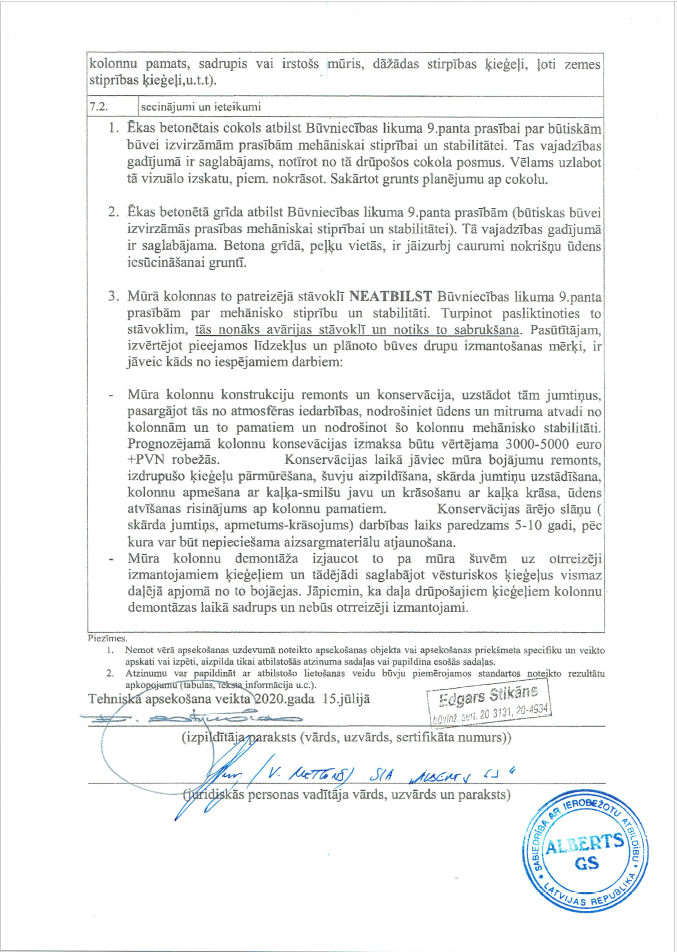 kolonnu pamats, sadrupis vai irstošs mūris, dāžādas stirpības ķieģeļi, ļoti zemes
stiprības ķieģeļi,u.t.t).
7.2. secinājumi un ieteikumi
1. Ēkas betonētais cokols atbilst Būvniecības likuma 9.panta prasībai par būtiskām
būvei izvirzāmām prasībām mehāniskai stiprībai un stabilitātei. Tas vajadzības
gadījumā ir saglabājams, notīrot no tā drūpošos cokola posmus. Vēlams uzlabot
tā vizuālo izskatu, piem. nokrāsot. Sakārtot grunts planējumu ap cokolu.
2. Ēkas betonētā grīda atbilst Būvniecības likuma 9.panta prasībām (būtiskas būvei
izvirzāmās prasības mehāniskai stiprībai un stabilitātei). Tā vajadzības gadījumā
ir saglabājama. Betona grīdā, peļķu vietās, ir jāizurbj caurumi nokrišņu ūdens
iesūcināšanai gruntī.
3. Mūrā kolonnas to patreizējā stāvoklī NEATBILST Būvniecības likuma 9.panta
prasībām par mehānisko stiprību un stabilitāti. Turpinot pasliktinoties to
stāvoklim, tās nonāks avārijas stāvoklī un notiks to sabrukšana. Pasūtītājam,
izvērtējot pieejamos līdzekļus un plānoto būves drupu izmantošanas mērķi, ir
jāveic kāds no iespējamiem darbiem:
- Mūra kolonnu konstrukciju remonts un konservācija, uzstādot tām jumtiņus,
pasargājot tās no atmosfēras iedarbības, nodrošiniet ūdens un mitruma atvadi no
kolonnām un to pamatiem un nodrošinot šo kolonnu mehānisko stabilitāti.
Prognozējamā kolonnu konsevācijas izmaksa būtu vērtējama 3000-5000 euro
+PVN robežās. Konservācijas laikā jāviec mūra bojājumu remonts,
izdrupušo ķieģeļu pārmūrēšana, šuvju aizpildīšana, skārda jumtiņu uzstādīšana,
kolonnu apmešana ar kaļķa-smilšu javu un krāsošanu ar kaļķa krāsa, ūdens
atvīšanas risinājums ap kolonnu pamatiem. Konservācijas ārējo slāņu (
skārda jumtiņs, apmetums-krāsojums) darbības laiks paredzams 5-10 gadi, pēc
kura var būt nepieciešama aizsargmateriālu atjaunošana.
- Mūra kolonnu demontāža izjaucot to pa mūra šuvēm uz otrreizēji
izmantojamiem ķieģeļiem un tādējādi saglabājot vēsturiskos ķieģeļus vismaz
daļējā apjomā no to bojāejas. Jāpiemin, ka daļa drūpošajiem ķieģeļiem kolonnu
demontāzas laikā sadrups un nebūs otrreizēji izmantojami.
Piezīmes.
1. Ņemot vērā apsekošanas uzdevumā noteikto apsekošanas objekta vai apsekošanas priekšmeta specifiku un veikto
apskati vai izpēti, aizpilda tikai atbilstošās atzinuma sadaļas vai papildina esošās sadaļas.
2. Atzinumu var papildināt ar atbilstošo lietošanas veidu būvju piemērojamos standartos noteikto rezultātu
apkopojumu (tabulas, teksta informācija u.c.).
Tehniskā apsekošana veikta 2020.gada 15.jūlijā
Edgars Stikāns
būvinž. sert. 20 3131, 20-4934
(izpildītāja paraksts (vārds, uzvārds, sertifikāta numurs))
SIA "ALBERTS GS"
(juridiskās personas vadītāja vārds, uzvārds un paraksts)
SABIEDRĪBA AR IEROBEŽOTU ATBILDĪBU
ALBERTS
GS
* LATVIJAS REPUBLIKA *